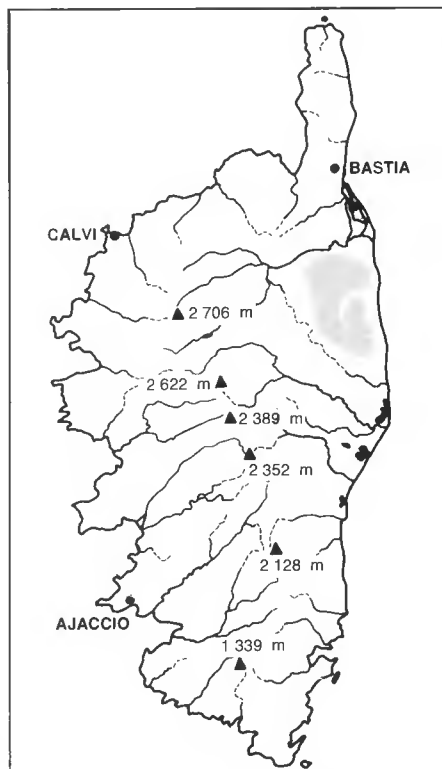 BASTIA
CALVI
2 706 m
2 622 m
2 389 m
2 352 m
2 128 m
AJACCIO
1 339 m